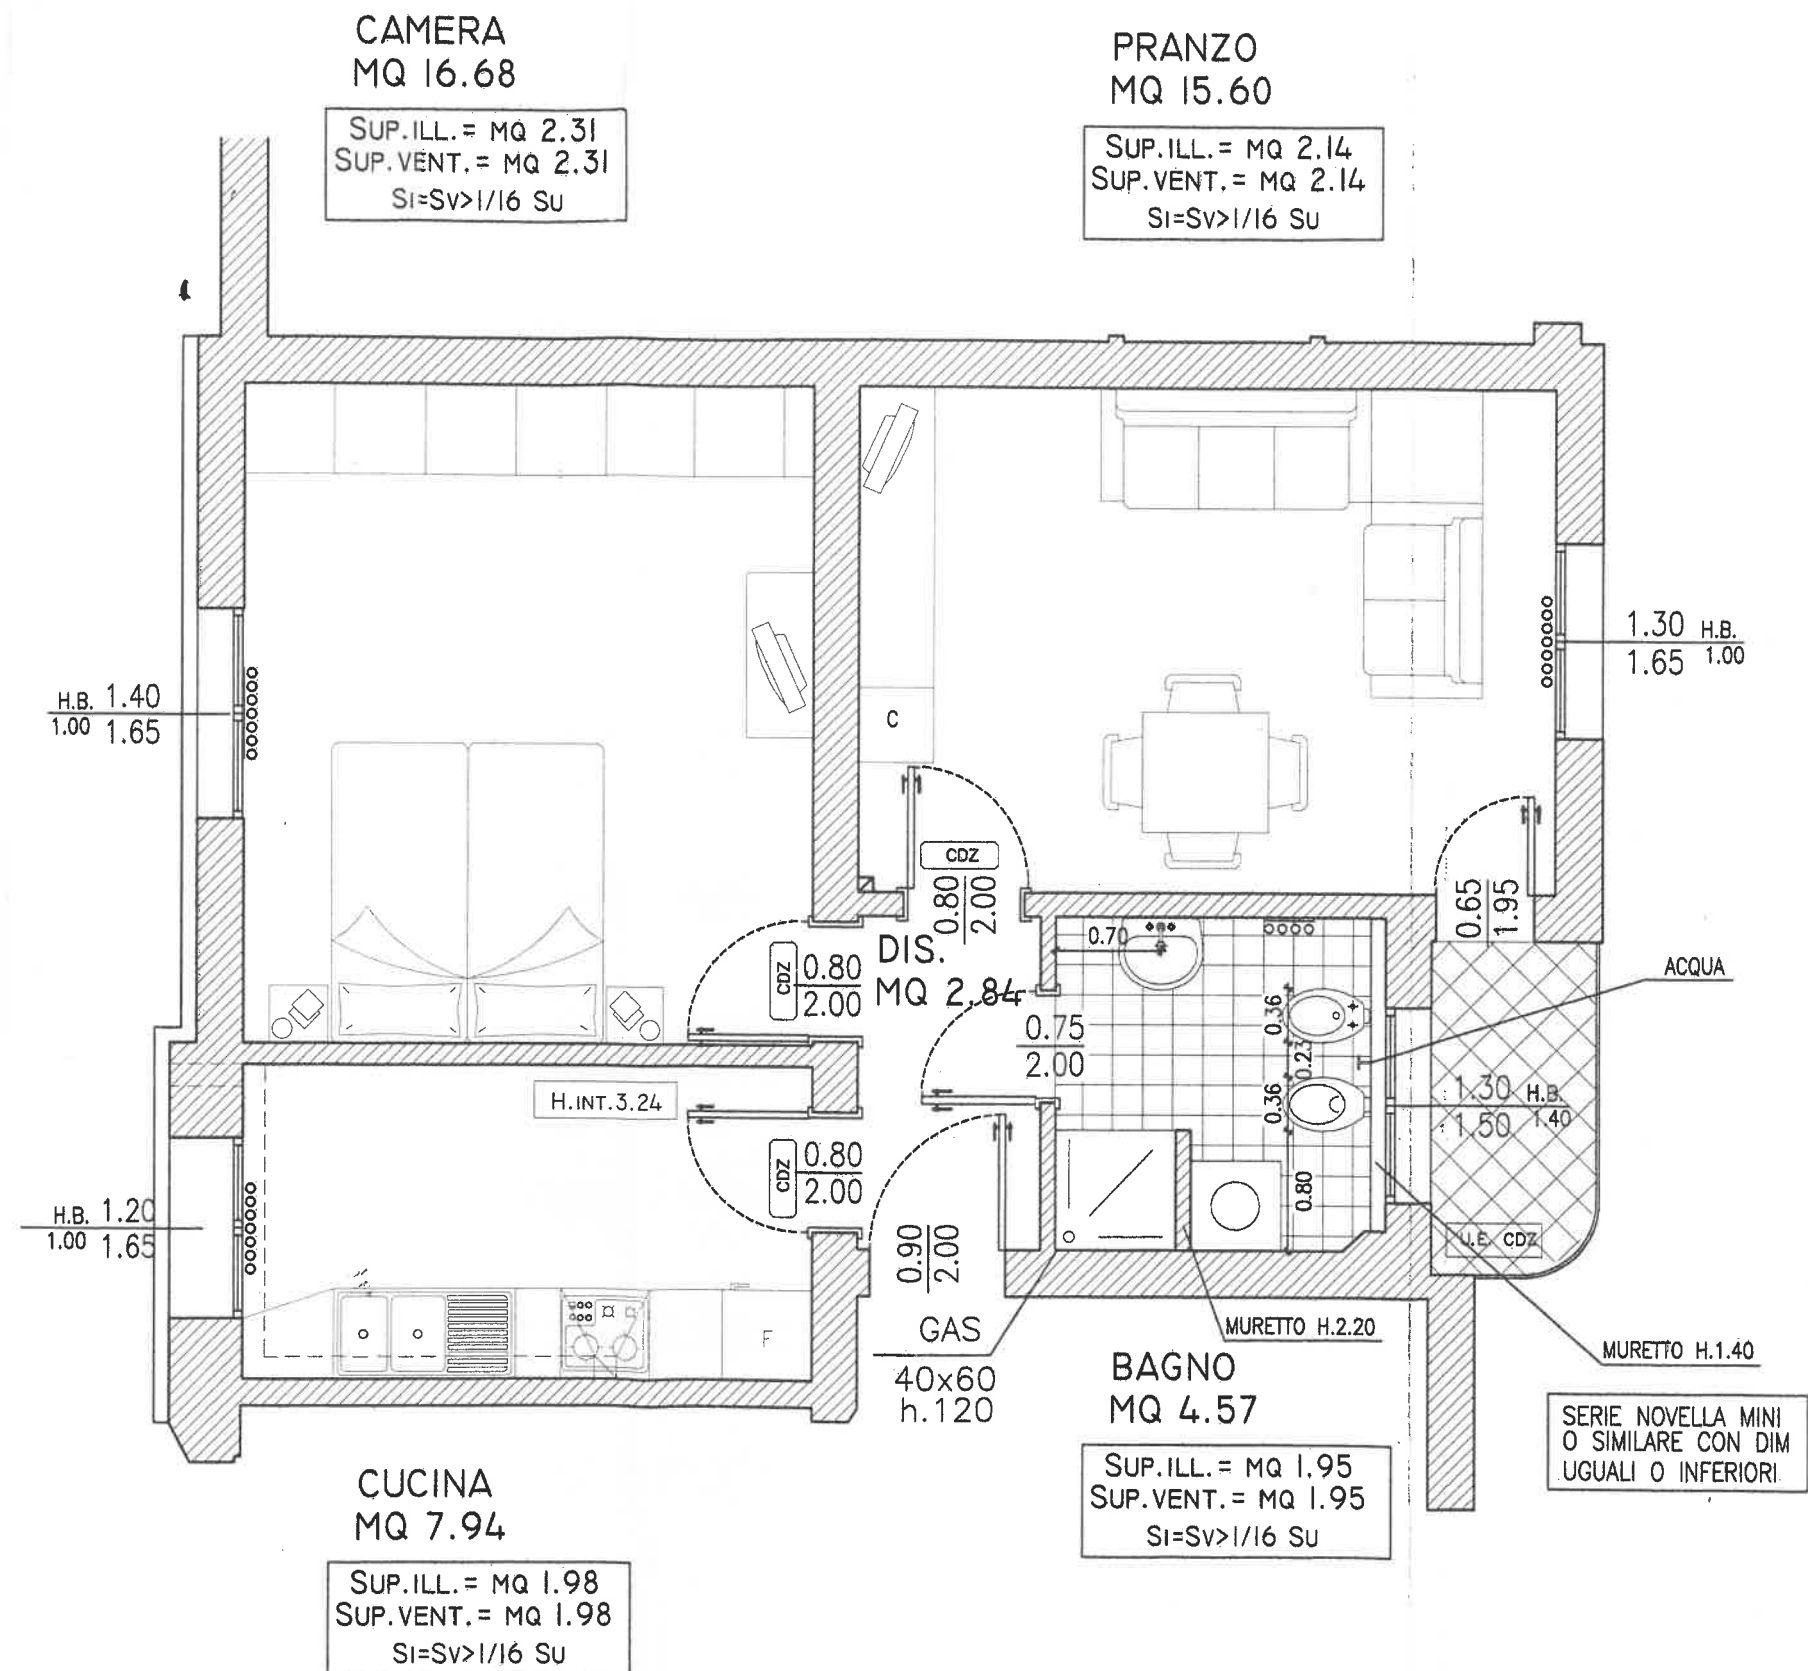 CAMERA
MQ 16.68
SUP.ILL.= MQ 2.31
SUP.VENT.= MQ 2.31
SI=SV>1/16 SU
PRANZO
MQ 15.60
SUP.ILL.= MQ 2.14
SUP.VENT.= MQ 2.14
SI=SV>1/16 SU
1.30 H.B.
1.65 1.00
H.B. 1.40
1.00 1.65
C
CDZ
0.80
2.00
0.65
1.95
DIS.
MQ 2.84
CDZ
0.80
2.00
0.70
ACQUA
0.36
0.23
0.36
0.80
0.75
2.00
1.30 H.B.
1.50 1.40
H.INT.3.24
CDZ
0.80
2.00
H.B. 1.20
1.00 1.65
0.90
2.00
U.E. CDZ
F
GAS
40x60
h.120
MURETTO H.2.20
MURETTO H.1.40
BAGNO
MQ 4.57
SUP.ILL.= MQ 1.95
SUP.VENT.= MQ 1.95
SI=SV>1/16 SU
SERIE NOVELLA MINI
O SIMILARE CON DIM
UGUALI O INFERIORI
CUCINA
MQ 7.94
SUP.ILL.= MQ 1.98
SUP.VENT.= MQ 1.98
SI=SV>1/16 SU